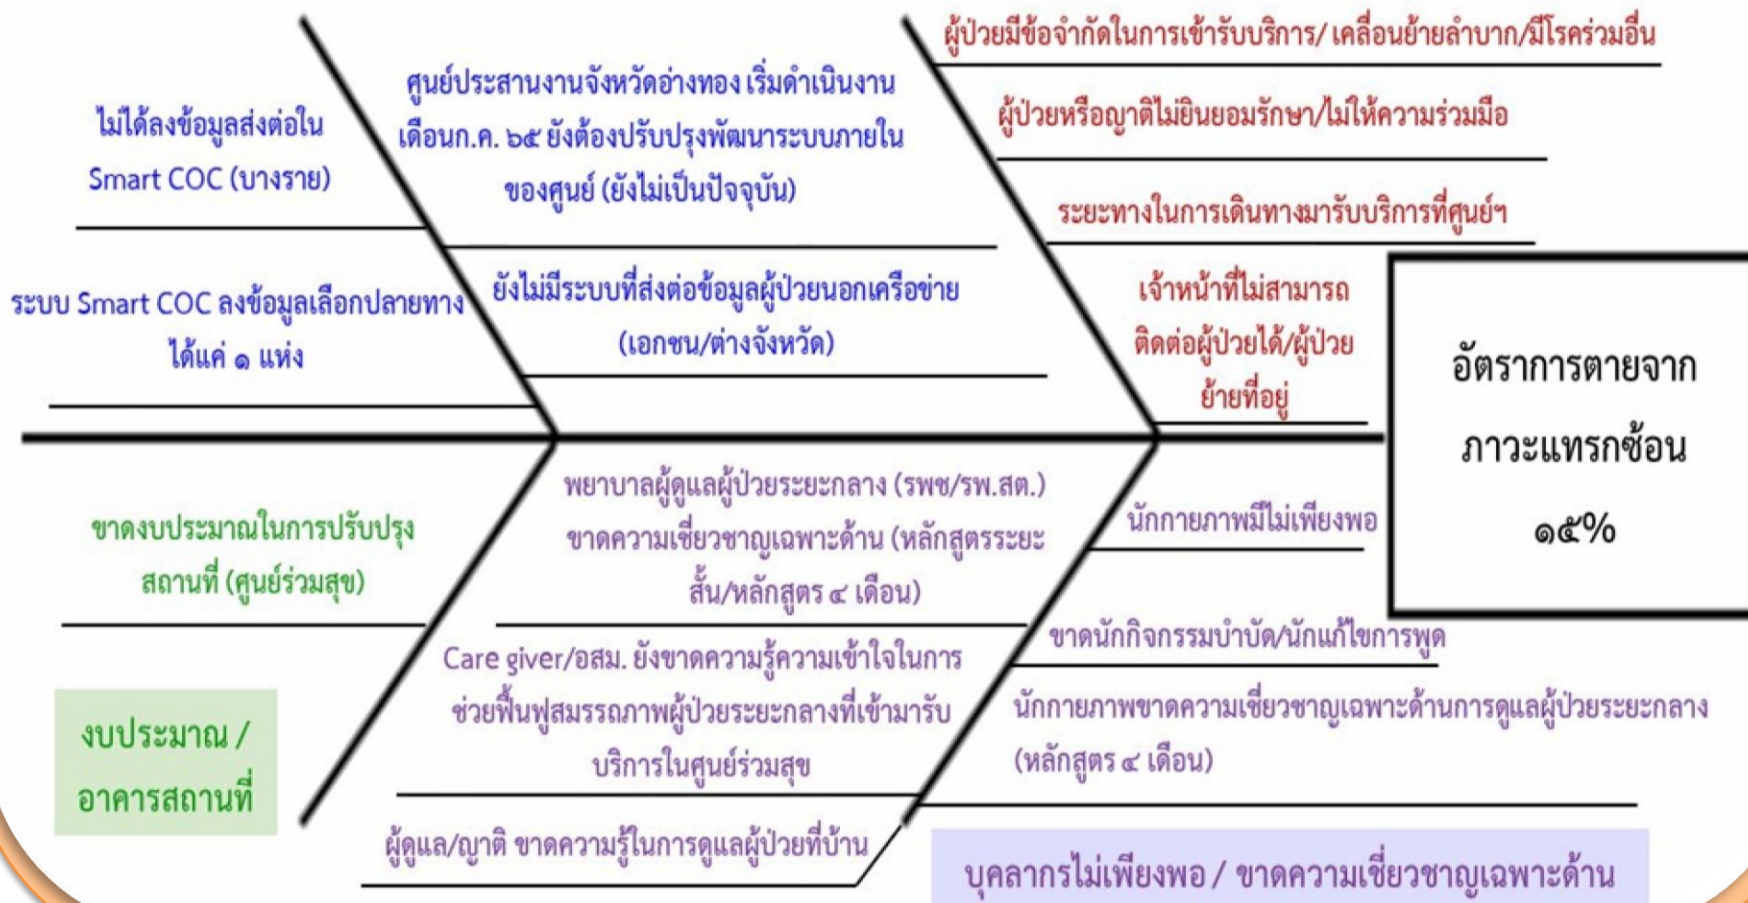 ผู้ป่วยมีข้อจำกัดในการเข้ารับบริการ/ เคลื่อนย้ายลำบาก/มีโรคร่วมอื่น
ผู้ป่วยหรือญาติไม่ยินยอมรักษา/ไม่ให้ความร่วมมือ
ระยะทางในการเดินทางมารับบริการที่ศูนย์ฯ
เจ้าหน้าที่ไม่สามารถ
ติดต่อผู้ป่วยได้/ผู้ป่วย
ย้ายที่อยู่
ศูนย์ประสานงานจังหวัดอ่างทอง เริ่มดำเนินงาน
เดือนก.ค. ๖๕ ยังต้องปรับปรุงพัฒนาระบบภายใน
ของศูนย์ (ยังไม่เป็นปัจจุบัน)
ยังไม่มีระบบที่ส่งต่อข้อมูลผู้ป่วยนอกเครือข่าย
(เอกชน/ต่างจังหวัด)
ไม่ได้ลงข้อมูลส่งต่อใน
Smart COC (บางราย)
ระบบ Smart COC ลงข้อมูลเลือกปลายทาง
ได้แค่ ๑ แห่ง
อัตราการตายจาก
ภาวะแทรกซ้อน
๑๕%
ขาดงบประมาณในการปรับปรุง
สถานที่ (ศูนย์ร่วมสุข)
งบประมาณ /
อาคารสถานที่
พยาบาลผู้ดูแลผู้ป่วยระยะกลาง (รพช/รพ.สต.)
ขาดความเชี่ยวชาญเฉพาะด้าน (หลักสูตรระยะ
สั้น/หลักสูตร ๔ เดือน)
Care giver/อสม. ยังขาดความรู้ความเข้าใจในการ
ช่วยฟื้นฟูสมรรถภาพผู้ป่วยระยะกลางที่เข้ามารับ
บริการในศูนย์ร่วมสุข
ผู้ดูแล/ญาติ ขาดความรู้ในการดูแลผู้ป่วยที่บ้าน
นักกายภาพมีไม่เพียงพอ
ขาดนักกิจกรรมบำบัด/นักแก้ไขการพูด
นักกายภาพขาดความเชี่ยวชาญเฉพาะด้านการดูแลผู้ป่วยระยะกลาง
(หลักสูตร ๔ เดือน)
บุคลากรไม่เพียงพอ / ขาดความเชี่ยวชาญเฉพาะด้าน